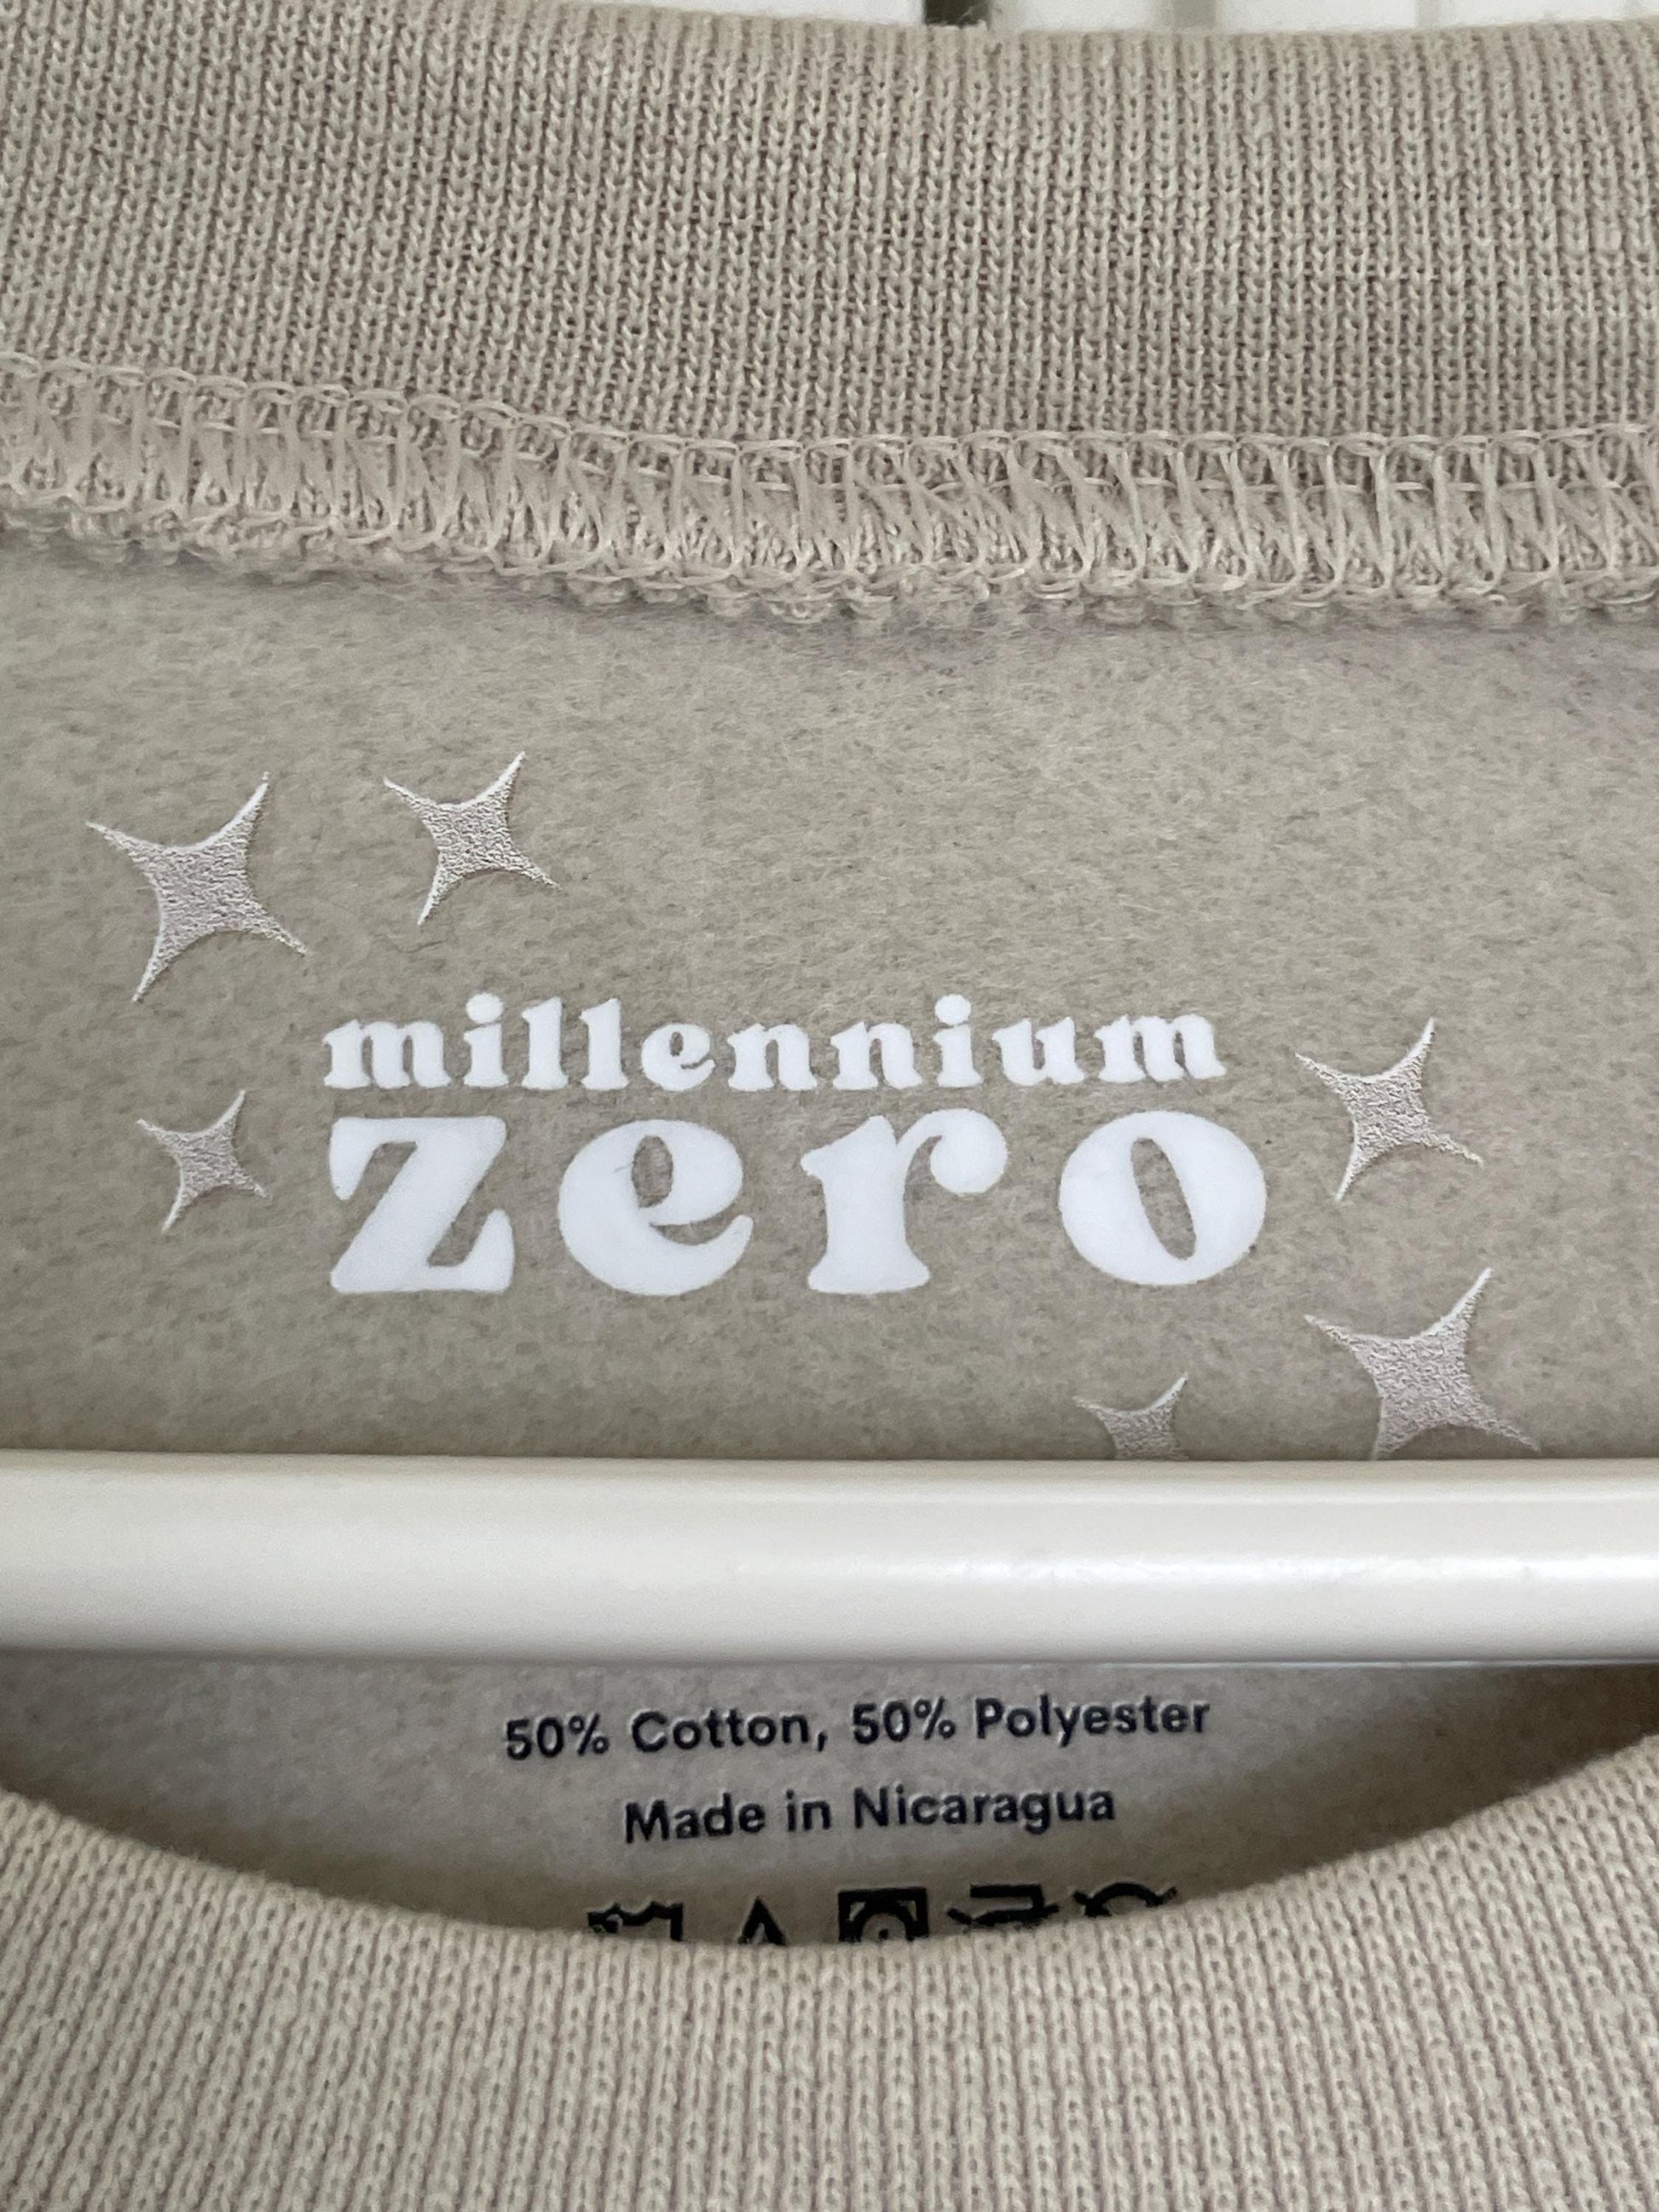 millennium
zero
50% Cotton, 50% Polyester
Made in Nicaragua